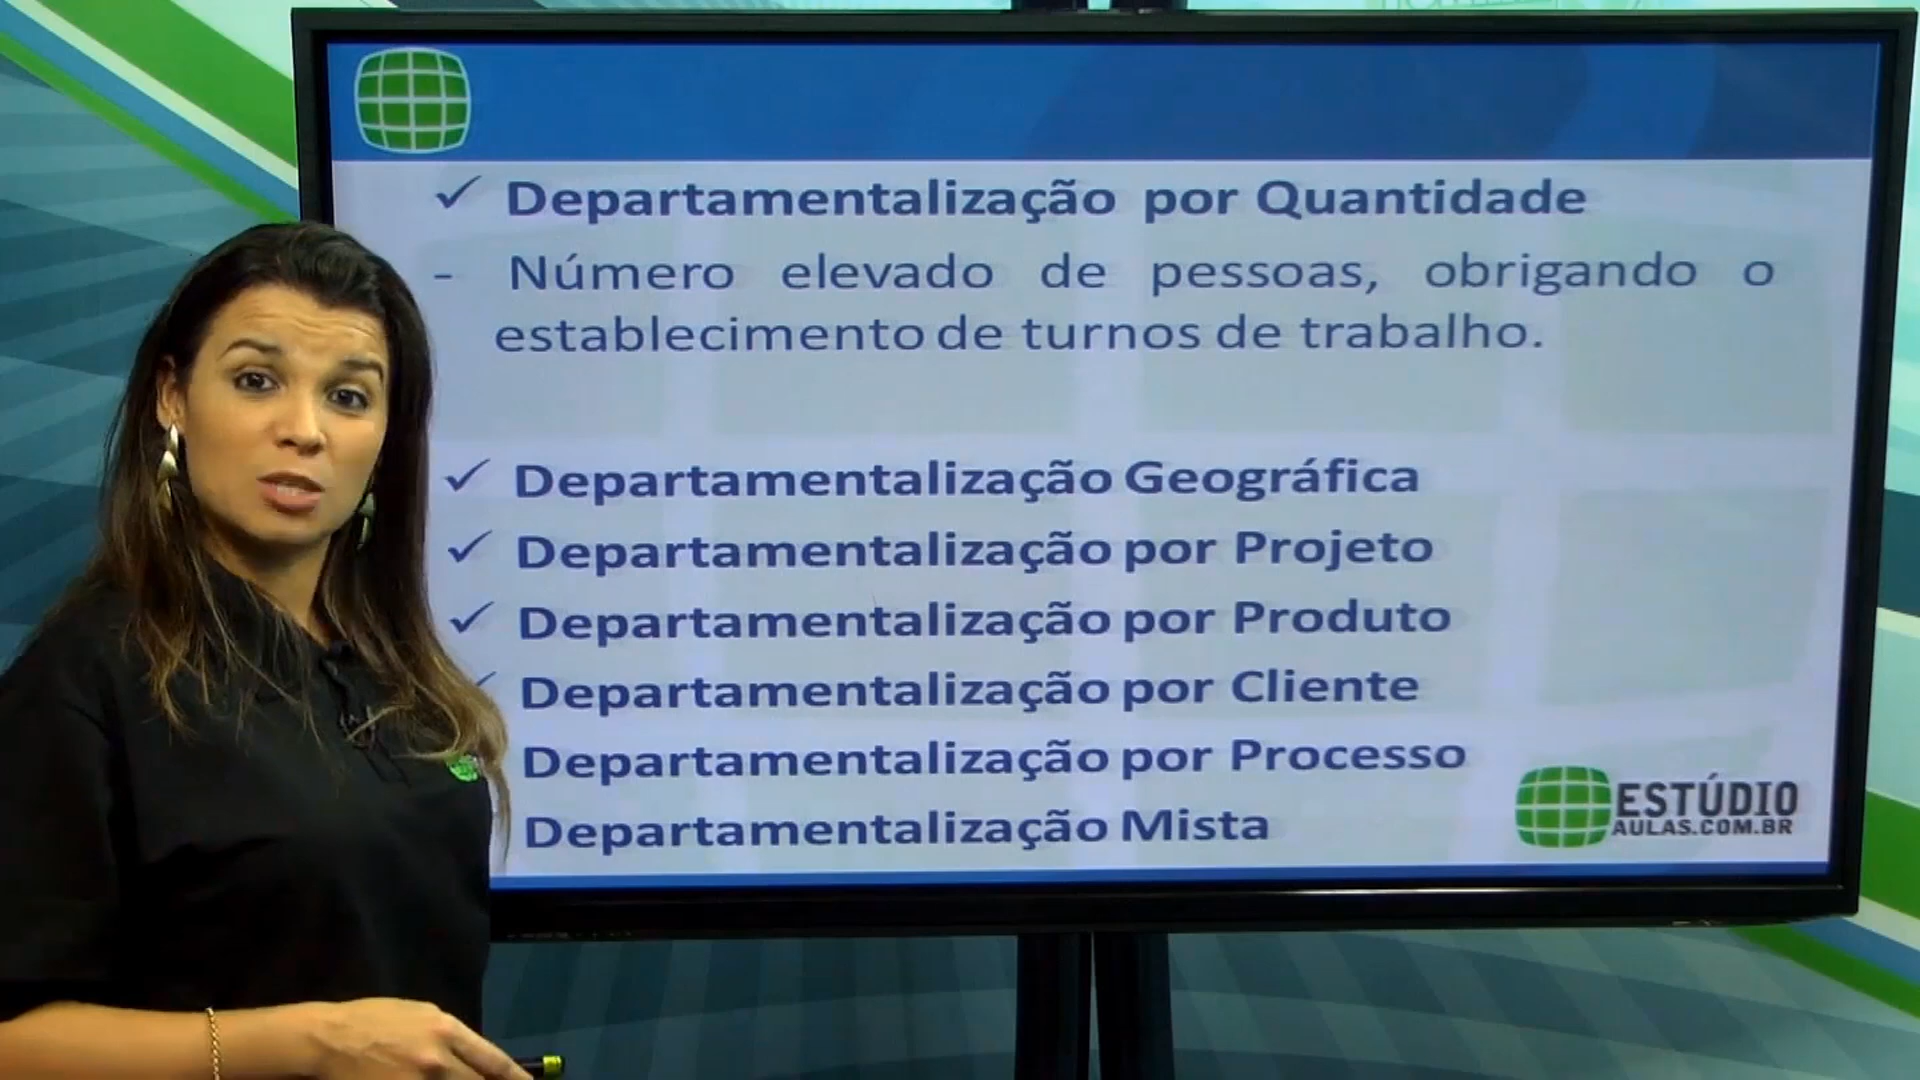 ✓ Departamentalização por Quantidade
- Número elevado de pessoas, obrigando o
establecimento de turnos de trabalho.
✓ Departamentalização Geográfica
✓ Departamentalização por Projeto
✓ Departamentalização por Produto
✓ Departamentalização por Cliente
Departamentalização por Processo
Departamentalização Mista
ESTÚDIO
AULAS.COM.BR